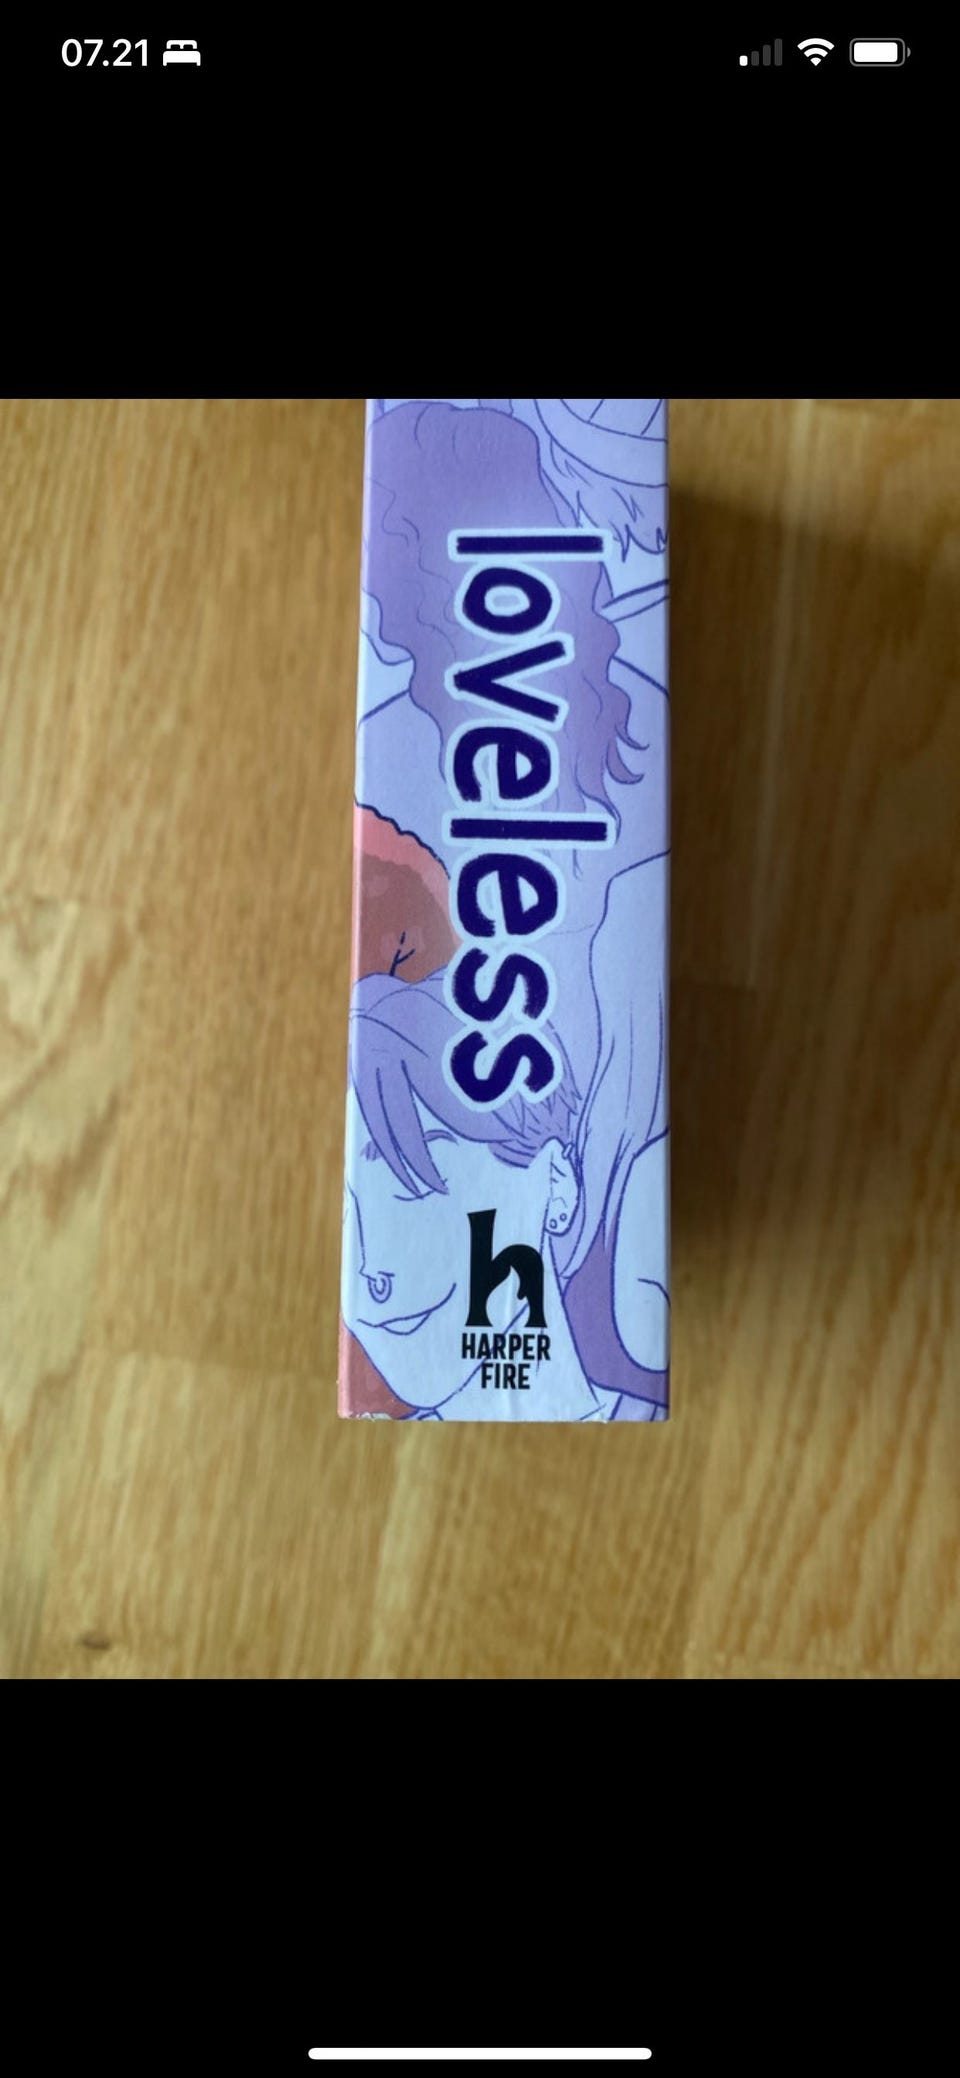 07.21
loveless
h
HARPER
FIRE